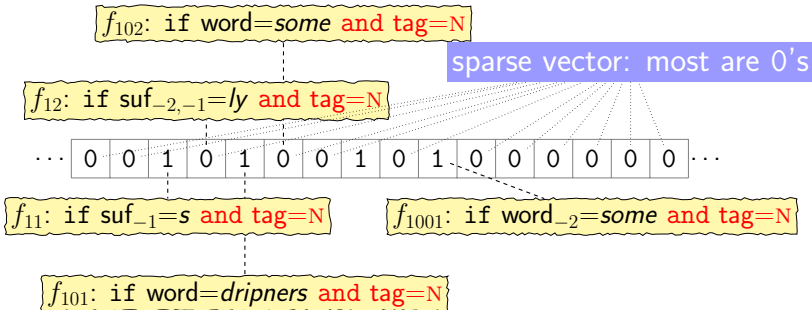 f₁₀₂: if word=some and tag=N
sparse vector: most are 0's
f₁₂: if suf₋₂,₋₁=ly and tag=N
··· 0 0 1 0 1 0 0 1 0 1 0 0 0 0 0 0 ···
f₁₁: if suf₋₁=s and tag=N
f₁₀₀₁: if word₋₂=some and tag=N
f₁₀₁: if word=dripners and tag=N